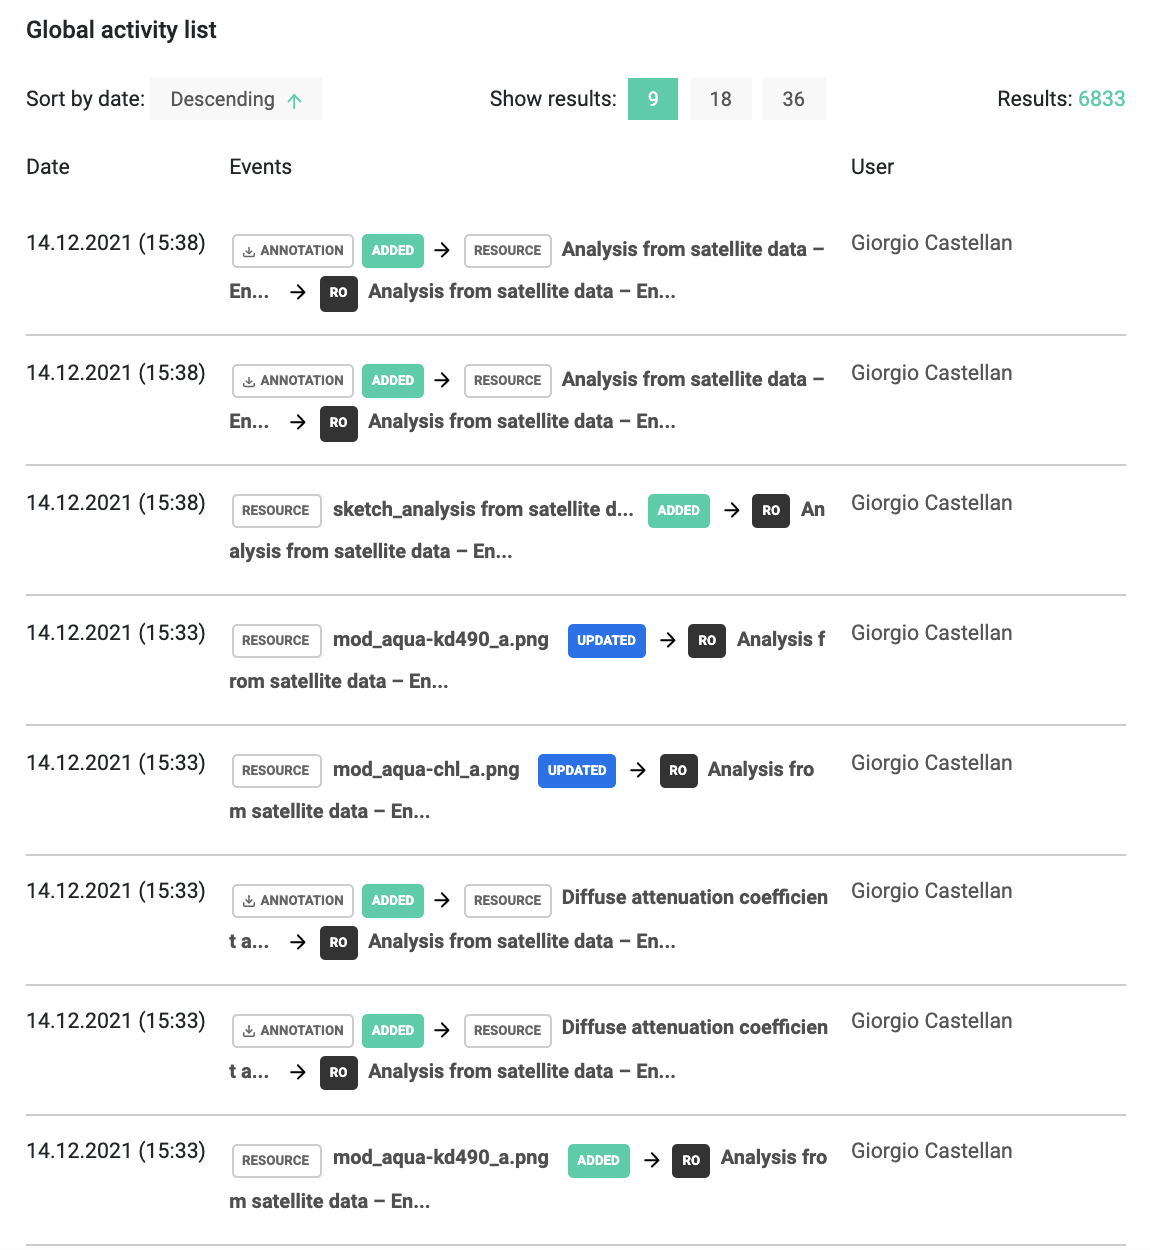 Global activity list
Sort by date: Descending Show results: 9 18 36 Results: 6833
Date Events User
14.12.2021 (15:38) ANNOTATION ADDED → RESOURCE Analysis from satellite data – Giorgio Castellan
En... → RO Analysis from satellite data – En...
14.12.2021 (15:38) ANNOTATION ADDED → RESOURCE Analysis from satellite data – Giorgio Castellan
En... → RO Analysis from satellite data – En...
14.12.2021 (15:38) RESOURCE sketch_analysis from satellite d... ADDED → RO An Giorgio Castellan
alysis from satellite data – En...
14.12.2021 (15:33) RESOURCE mod_aqua-kd490_a.png UPDATED → RO Analysis f Giorgio Castellan
rom satellite data – En...
14.12.2021 (15:33) RESOURCE mod_aqua-chl_a.png UPDATED → RO Analysis fro Giorgio Castellan
m satellite data – En...
14.12.2021 (15:33) ANNOTATION ADDED → RESOURCE Diffuse attenuation coefficien Giorgio Castellan
t a... → RO Analysis from satellite data – En...
14.12.2021 (15:33) ANNOTATION ADDED → RESOURCE Diffuse attenuation coefficien Giorgio Castellan
t a... → RO Analysis from satellite data – En...
14.12.2021 (15:33) RESOURCE mod_aqua-kd490_a.png ADDED → RO Analysis fro Giorgio Castellan
m satellite data – En...